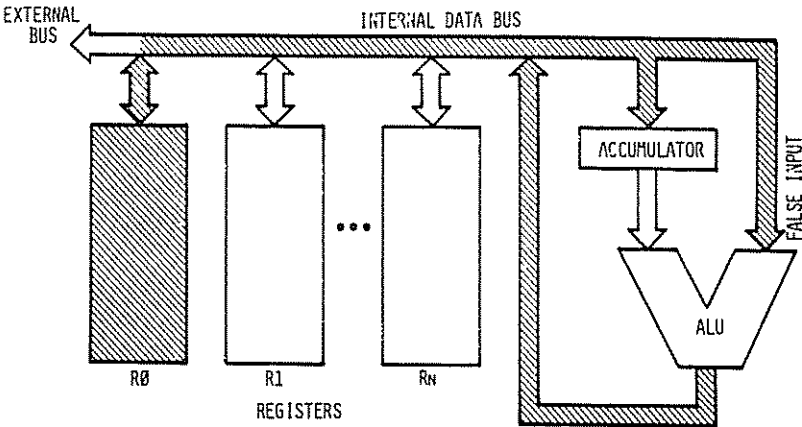 EXTERNAL
BUS
INTERNAL DATA BUS
ACCUMULATOR
FALSE INPUT
ALU
RØ
R1
RN
REGISTERS